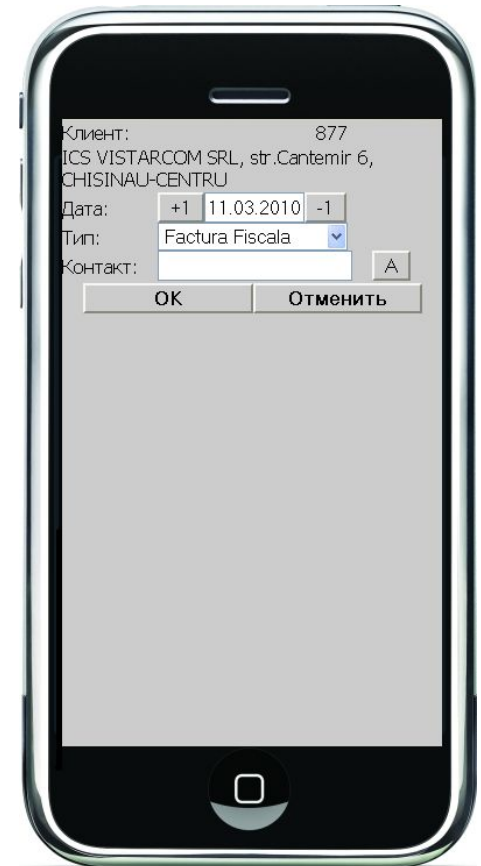 Клиент: 877
ICS VISTARCOM SRL, str.Cantemir 6,
CHISINAU-CENTRU
Дата: +1 11.03.2010 -1
Тип: Factura Fiscala
Контакт: A
OK Отменить